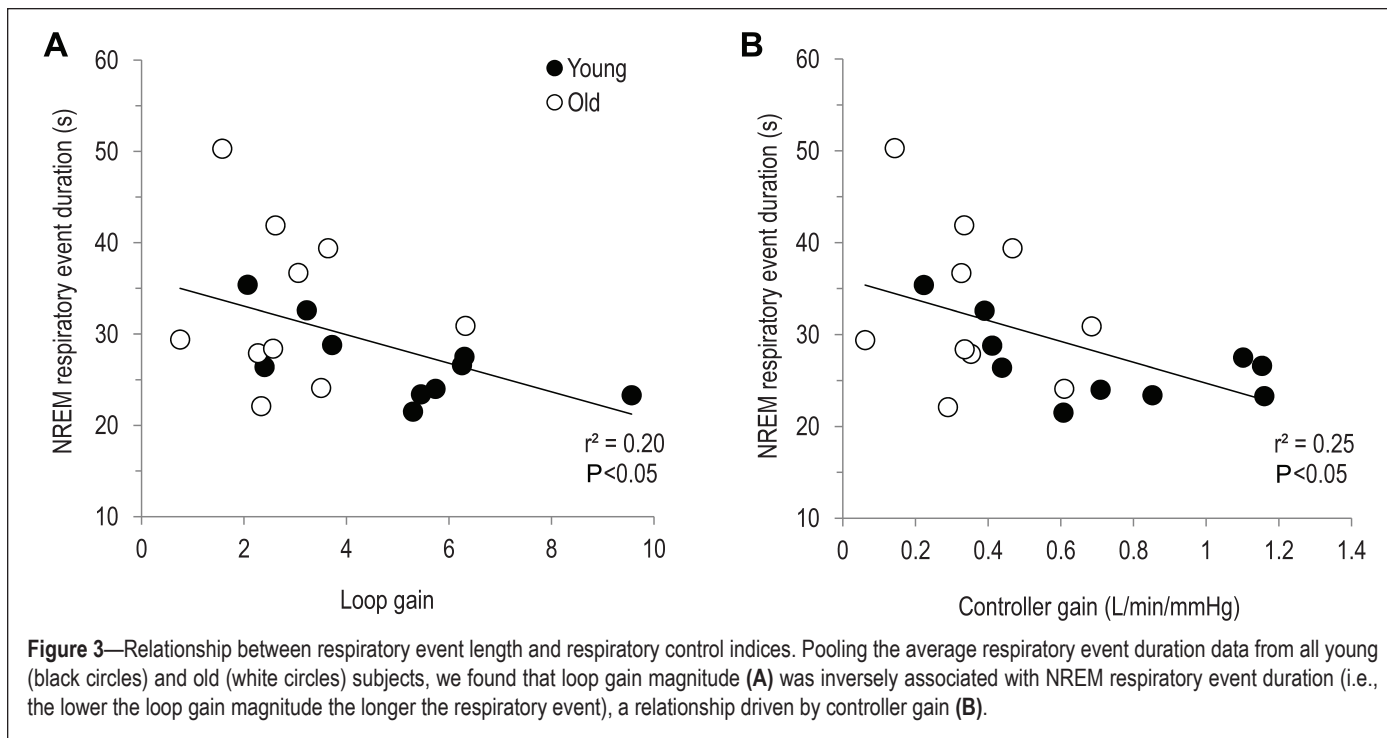 A
NREM respiratory event duration (s)
60
50
40
30
20
10
0
2
4
6
8
10
Loop gain
Young
Old
r² = 0.20
P<0.05
B
NREM respiratory event duration (s)
60
50
40
30
20
10
0
0.2
0.4
0.6
0.8
1
1.2
1.4
Controller gain (L/min/mmHg)
r² = 0.25
P<0.05
Figure 3—Relationship between respiratory event length and respiratory control indices. Pooling the average respiratory event duration data from all young
(black circles) and old (white circles) subjects, we found that loop gain magnitude (A) was inversely associated with NREM respiratory event duration (i.e.,
the lower the loop gain magnitude the longer the respiratory event), a relationship driven by controller gain (B).